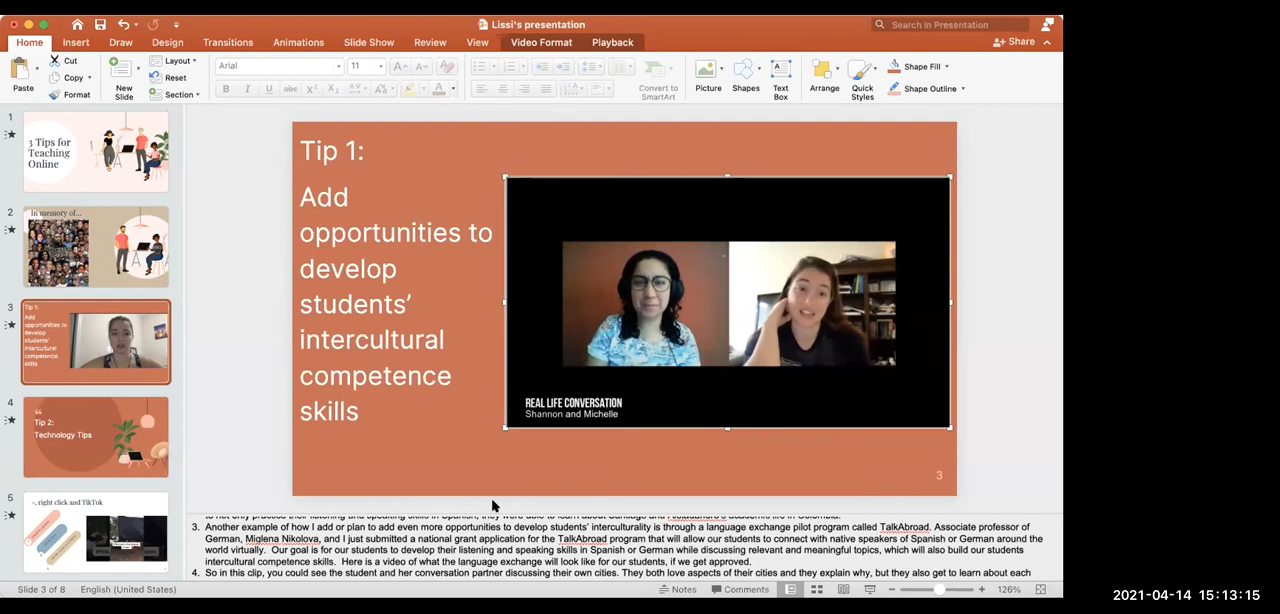 Lissi's presentation
Search in Presentation
Home Insert Draw Design Transitions Animations Slide Show Review View Video Format Playback Share
Paste Cut Copy Format New Slide Layout Reset Section Arial 11 Convert to SmartArt Picture Shapes Text Box Arrange Quick Styles Shape Fill Shape Outline
1
3 Tips for
Teaching
Online
2
In memory of...
3
Tip 1:
Add
opportunities to
develop
students'
intercultural
competence
skills
4
Tip 2:
Technology Tips
5
~, right click and TikTok
Tip 1:
Add
opportunities to
develop
students'
intercultural
competence
skills
REAL LIFE CONVERSATION
Shannon and Michelle
3
3. Another example of how I add or plan to add even more opportunities to develop students' interculturality is through a language exchange pilot program called TalkAbroad. Associate professor of
German, Miglena Nikolova, and I just submitted a national grant application for the TalkAbroad program that will allow our students to connect with native speakers of Spanish or German around the
world virtually. Our goal is for our students to develop their listening and speaking skills in Spanish or German while discussing relevant and meaningful topics, which will also build our students
intercultural competence skills. Here is a video of what the language exchange will look like for our students, if we get approved.
4. So in this clip, you could see the student and her conversation partner discussing their own cities. They both love aspects of their cities and they explain why, but they also get to learn about each
Slide 3 of 8 English (United States) Notes Comments 126%
2021-04-14 15:13:15